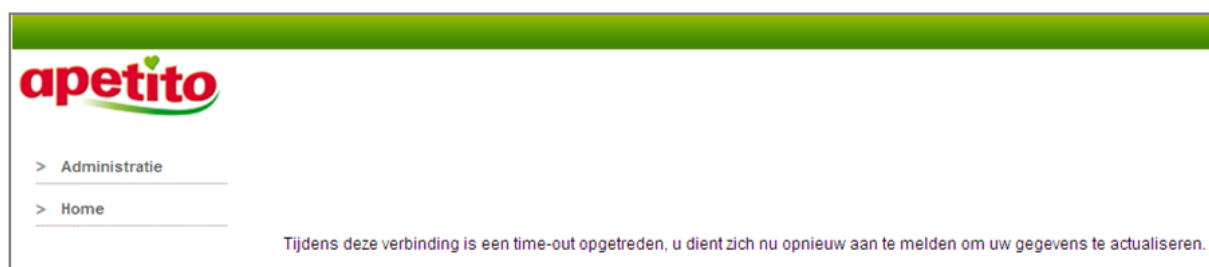 apetito
> Administratie
> Home
Tijdens deze verbinding is een time-out opgetreden, u dient zich nu opnieuw aan te melden om uw gegevens te actualiseren.